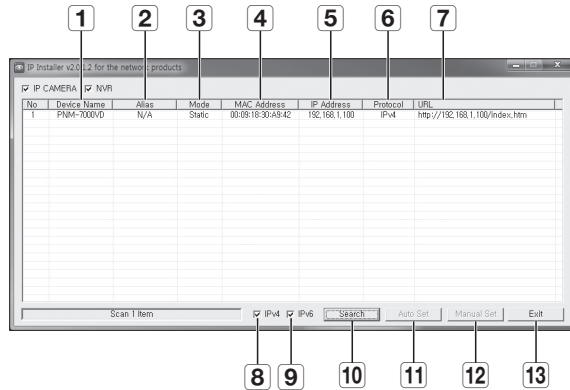 1 2 3 4 5 6 7
IP Installer v2.0.1.2 for the network products
IP CAMERA NVR
No Device Name Alias Mode MAC Address IP Address Protocol URL
1 PNM-7000VD N/A Static 00:09:18:30:A9:42 192,168,1,100 IPv4 http://192,168,1,100/index,htm
Scan 1 Item IPv4 IPv6 Search Auto Set Manual Set Exit
8 9 10 11 12 13